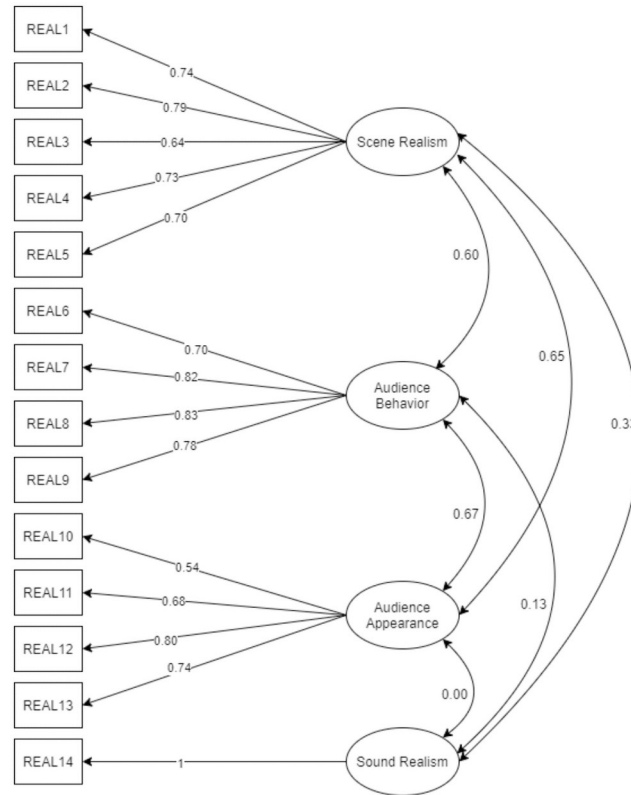 REAL1
REAL2
REAL3
REAL4
REAL5
REAL6
REAL7
REAL8
REAL9
REAL10
REAL11
REAL12
REAL13
REAL14
0.74
0.79
0.64
0.73
0.70
0.70
0.82
0.83
0.78
0.54
0.68
0.80
0.74
1
Scene Realism
Audience
Behavior
Audience
Appearance
Sound Realism
0.60
0.65
0.67
0.13
0.00